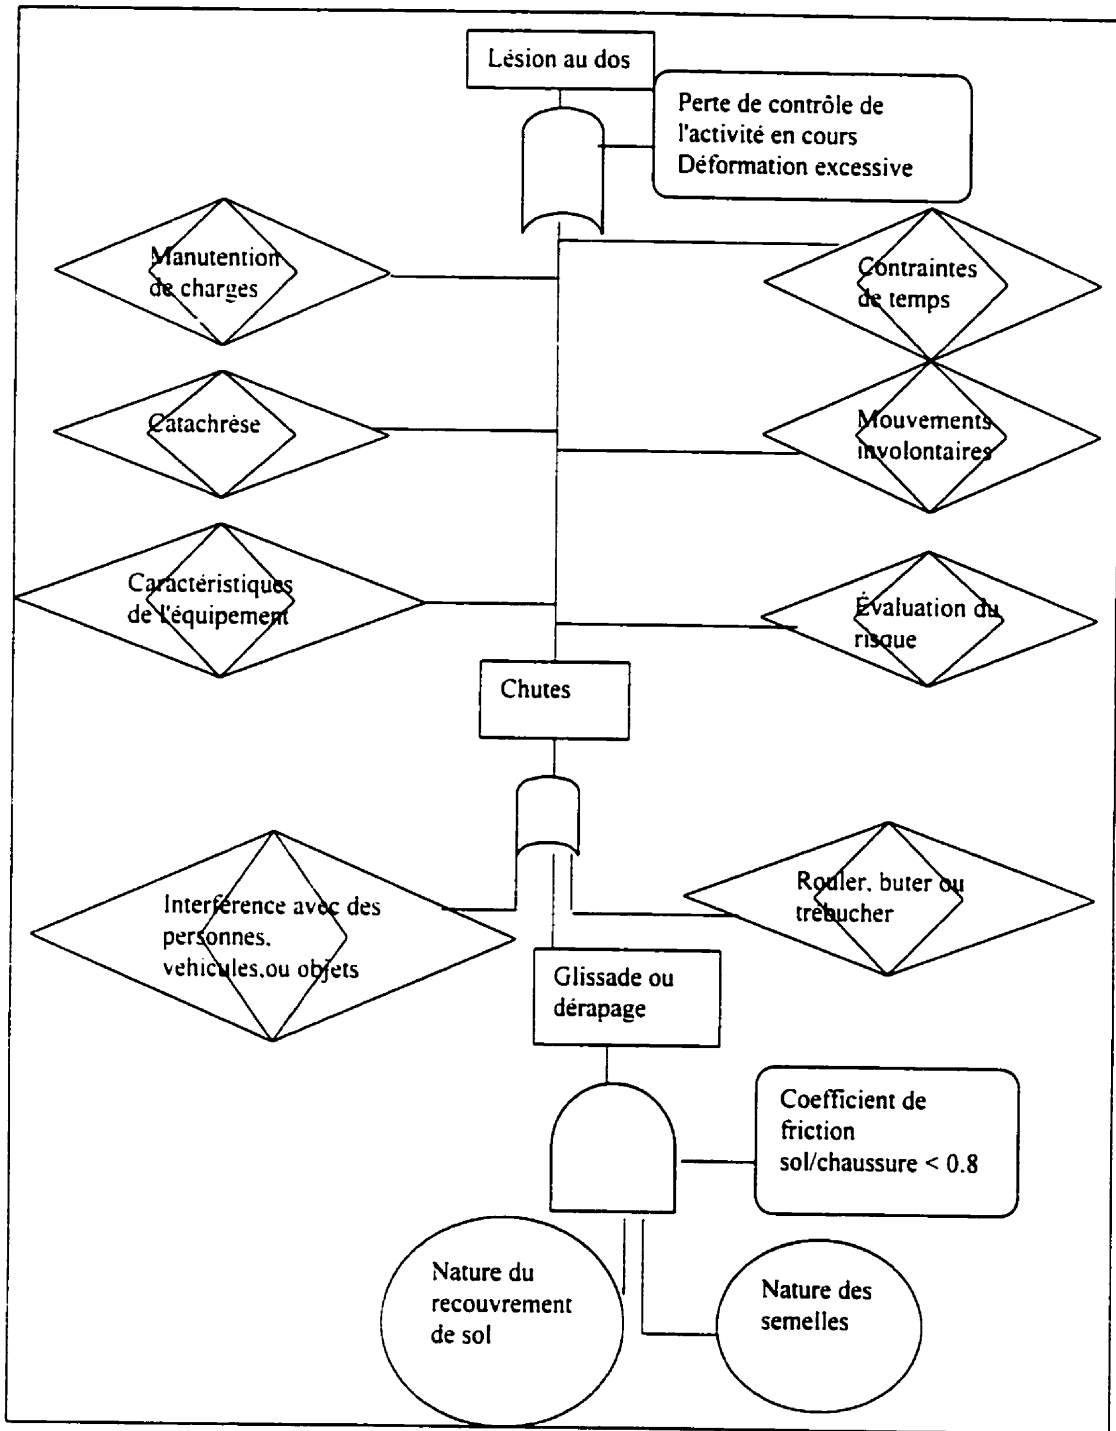 Lésion au dos
Perte de contrôle de
l'activité en cours
Déformation excessive
Manutention
de charges
Contraintes
de temps
Catachrèse
Mouvements
involontaires
Caractéristiques
de l'équipement
Évaluation du
risque
Chutes
Interférence avec des
personnes,
véhicules,ou objets
Rouler, buter ou
trébucher
Glissade ou
dérapage
Coefficient de
friction
sol/chaussure < 0.8
Nature du
recouvrement
de sol
Nature des
semelles